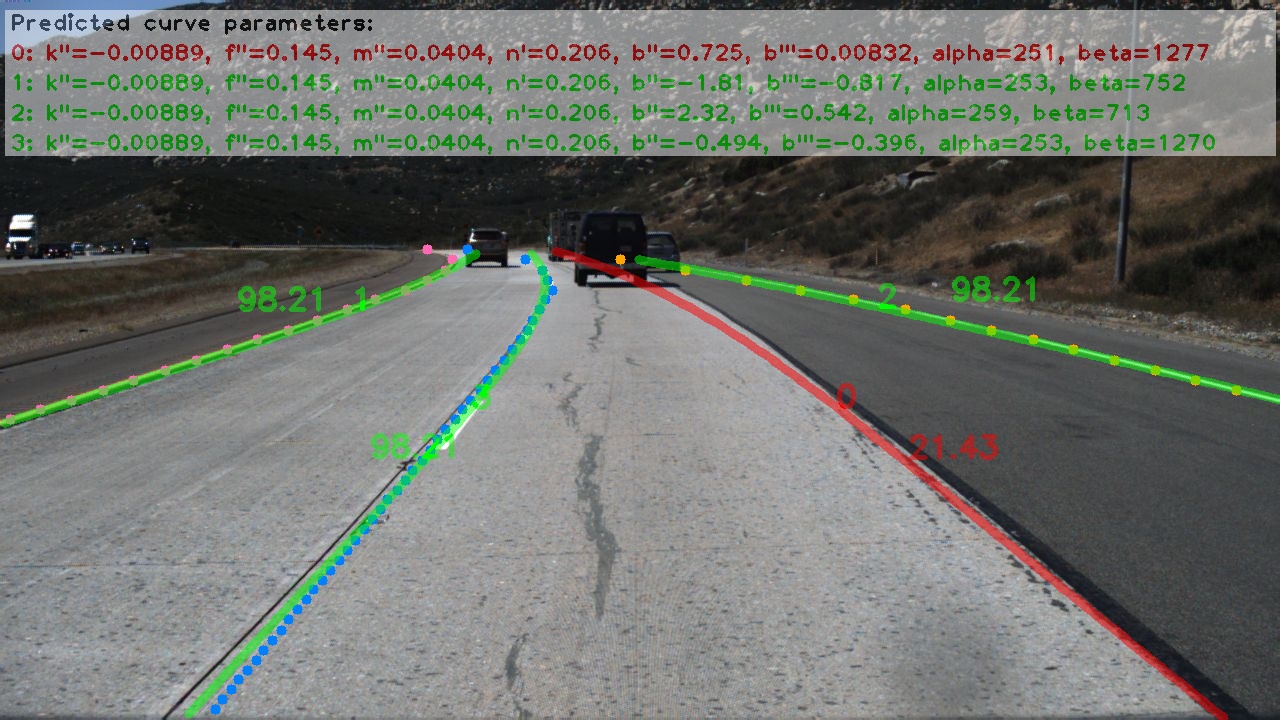 Predicted curve parameters:
0: k''=-0.00889, f''=0.145, m''=0.0404, n'=0.206, b''=0.725, b'''=0.00832, alpha=251, beta=1277
1: k''=-0.00889, f''=0.145, m''=0.0404, n'=0.206, b''=-1.81, b'''=-0.817, alpha=253, beta=752
2: k''=-0.00889, f''=0.145, m''=0.0404, n'=0.206, b''=2.32, b'''=0.542, alpha=259, beta=713
3: k''=-0.00889, f''=0.145, m''=0.0404, n'=0.206, b''=-0.494, b'''=-0.396, alpha=253, beta=1270
98.21 1
2 98.21
0
3
98.21
21.43